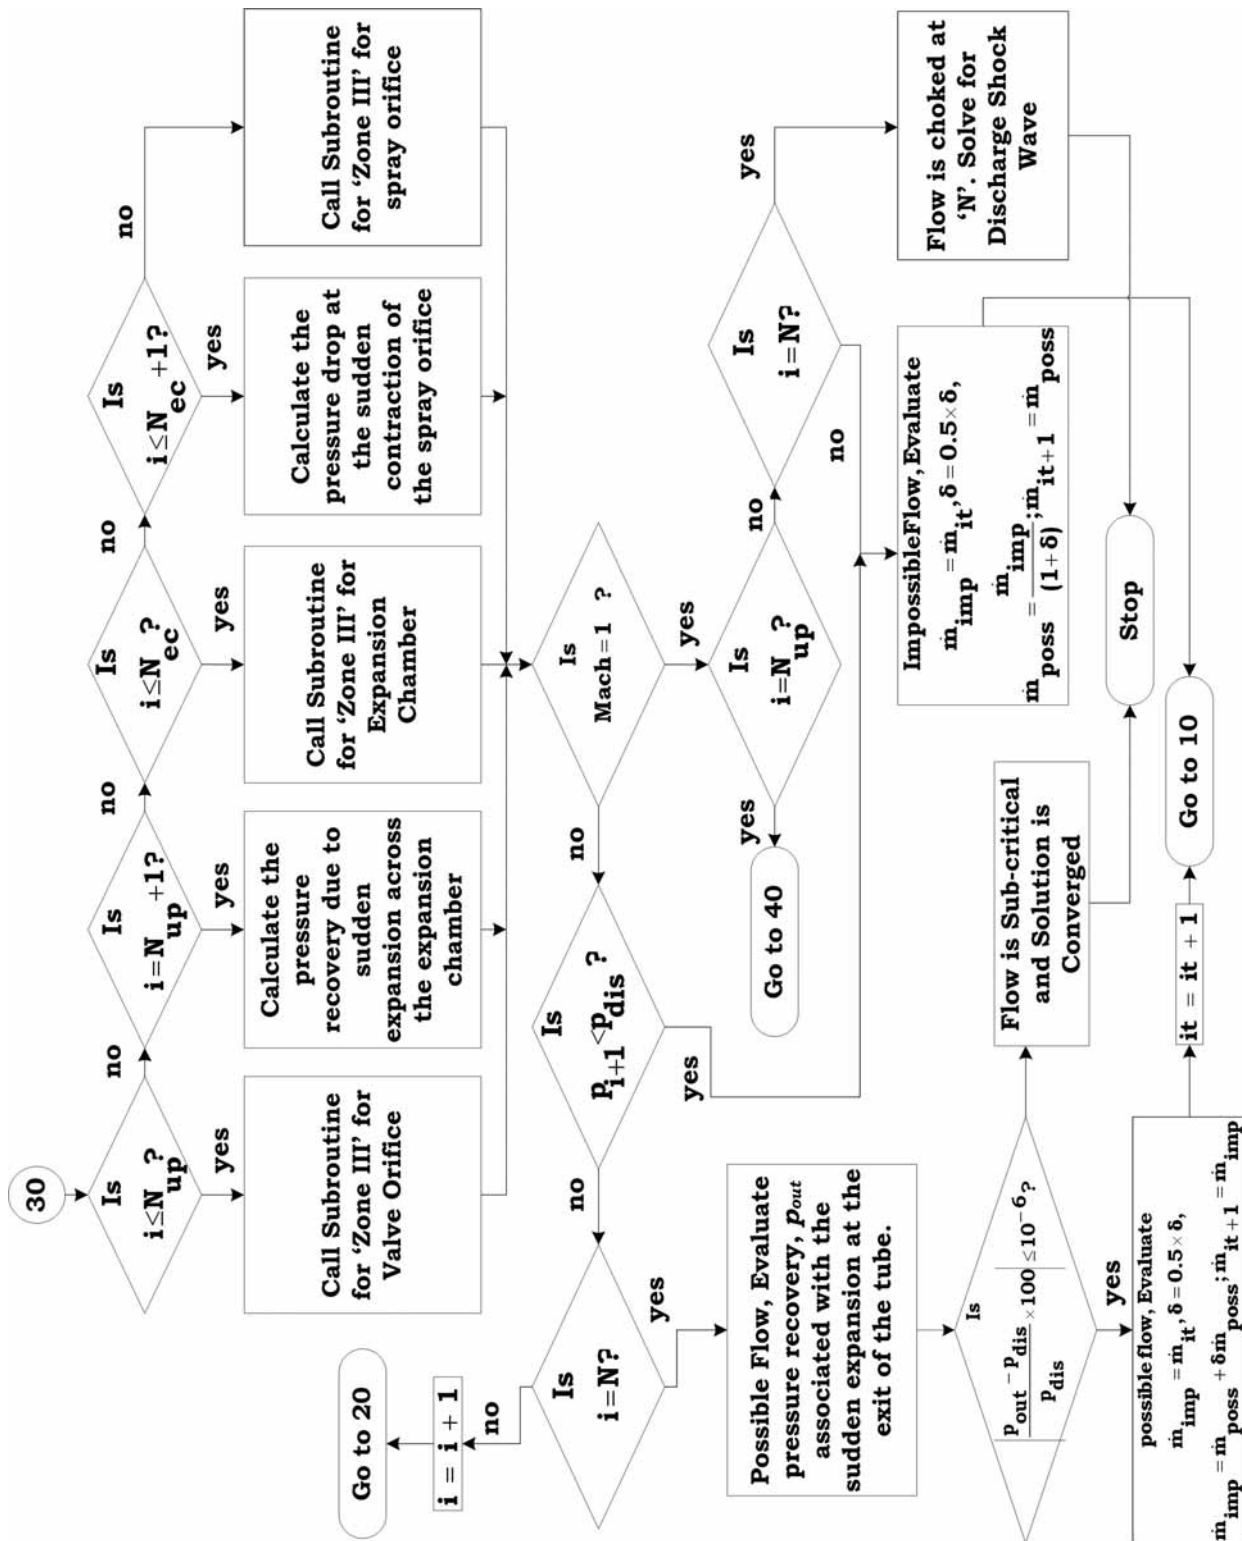 30
Is
i≤N_up ?
no
yes
Call Subroutine
for ‘Zone III’ for
Valve Orifice
Is
i=N_up +1?
no
yes
Calculate the
pressure
recovery due to
sudden
expansion across
the expansion
chamber
Is
i≤N_ec ?
no
yes
Call Subroutine
for ‘Zone III’ for
Expansion
Chamber
Is
i≤N_ec +1?
no
yes
Calculate the
pressure drop at
the sudden
contraction of
the spray orifice
Call Subroutine
for ‘Zone III’ for
spray orifice
Is
Mach = 1 ?
no
yes
Is
p_i+1 <p_dis ?
no
yes
Is
i=N?
no
yes
i = i + 1
Go to 20
Is
i=N_up ?
yes
no
Go to 40
Is
i=N?
yes
no
Flow is choked at
‘N’. Solve for
Discharge Shock
Wave
Impossible Flow, Evaluate
ṁ_imp = ṁ_it , δ = 0.5×δ,
ṁ_poss = ṁ_imp / (1+δ) ; ṁ_it+1 = ṁ_poss
Possible Flow, Evaluate
pressure recovery, p_out
associated with the
sudden expansion at the
exit of the tube.
Is
|p_out − p_dis / p_dis × 100| ≤ 10^−6 ?
yes
Flow is Sub-critical
and Solution is
Converged
Stop
possible flow, Evaluate
ṁ_imp = ṁ_it , δ = 0.5×δ,
ṁ_imp = ṁ_poss + δṁ_poss ; ṁ_it+1 = ṁ_imp
it = it + 1
Go to 10